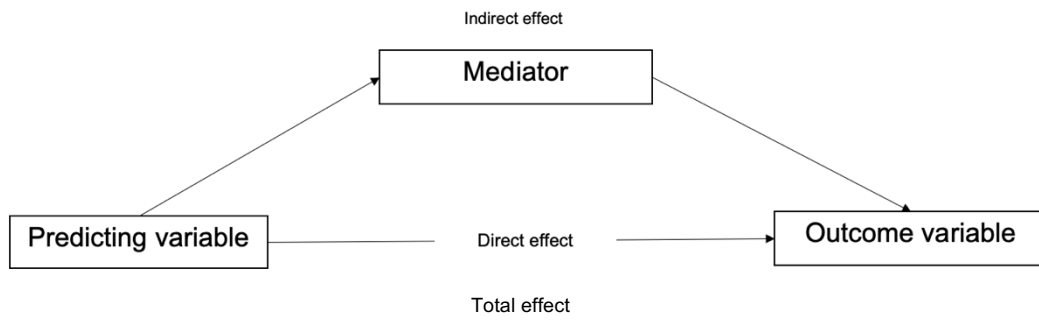 Indirect effect
Mediator
Predicting variable
Direct effect
Outcome variable
Total effect